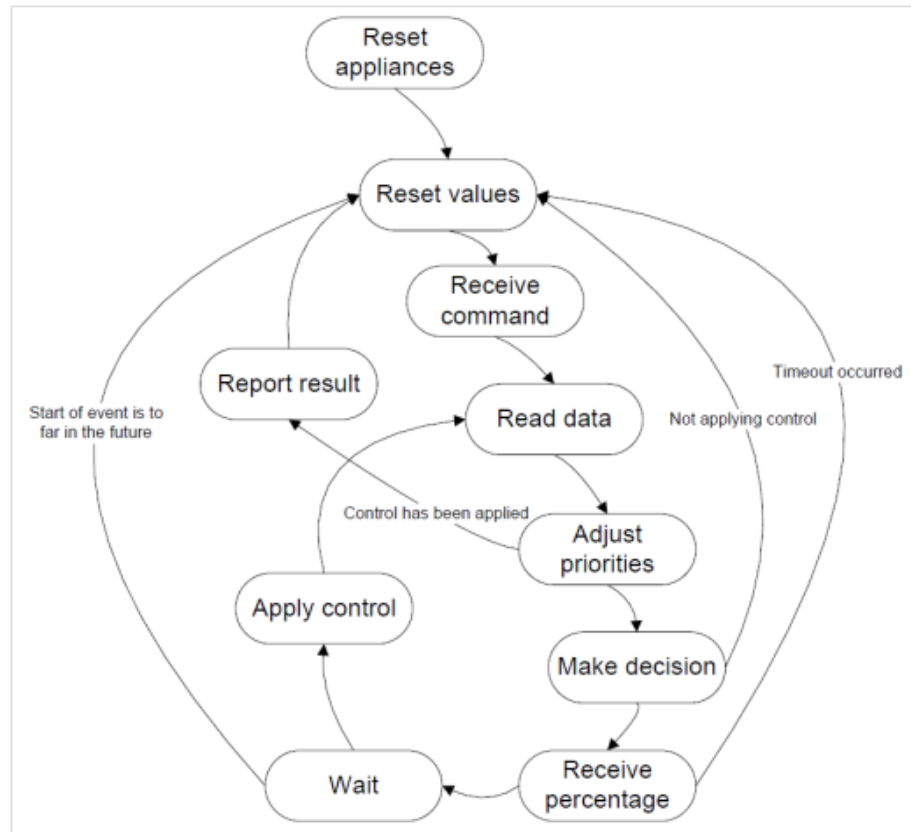 Reset
appliances
Reset values
Receive
command
Timeout occurred
Report result
Start of event is to
far in the future
Read data
Not applying control
Control has been applied
Adjust
priorities
Apply control
Make decision
Wait
Receive
percentage